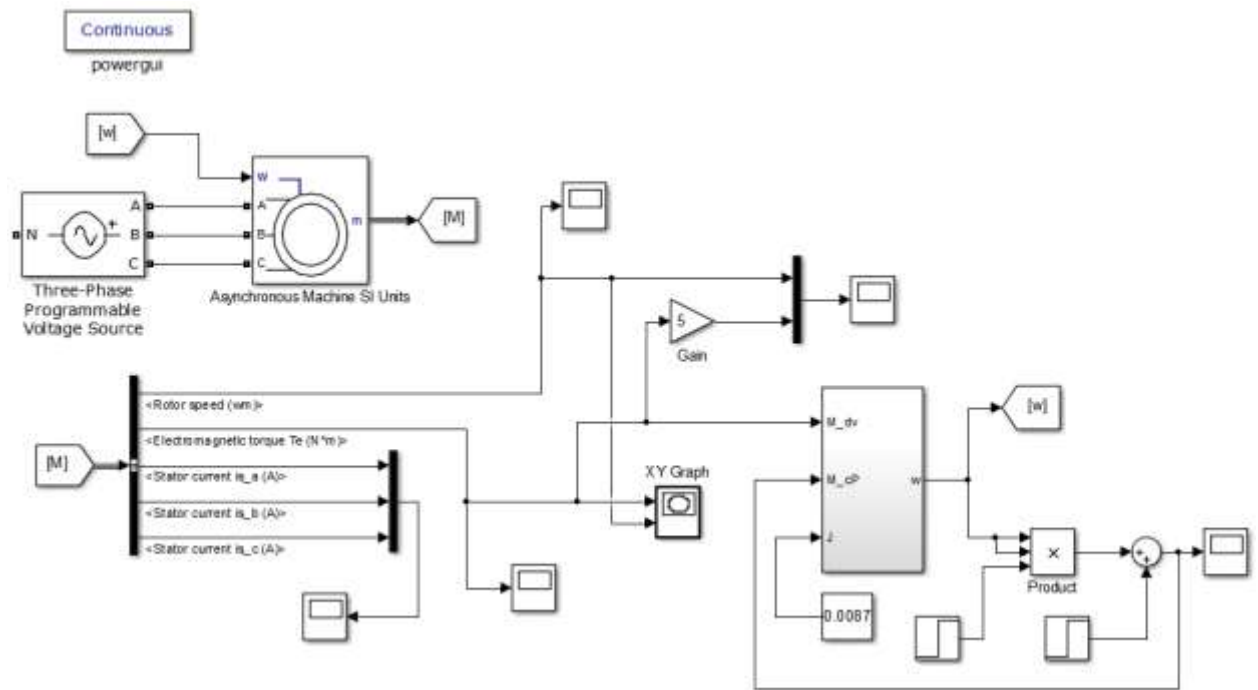 Continuous
powergui
[w]
w
A
B
C
m
[M]
N
+
A
B
C
Three-Phase
Programmable
Voltage Source
Asynchronous Machine SI Units
5
Gain
[M]
<Rotor speed (wm)>
<Electromagnetic torque Te (N*m)>
<Stator current is_a (A)>
<Stator current is_b (A)>
<Stator current is_c (A)>
XY Graph
M_dv
M_cP
J
w
[w]
0.0087
×
Product
+
+